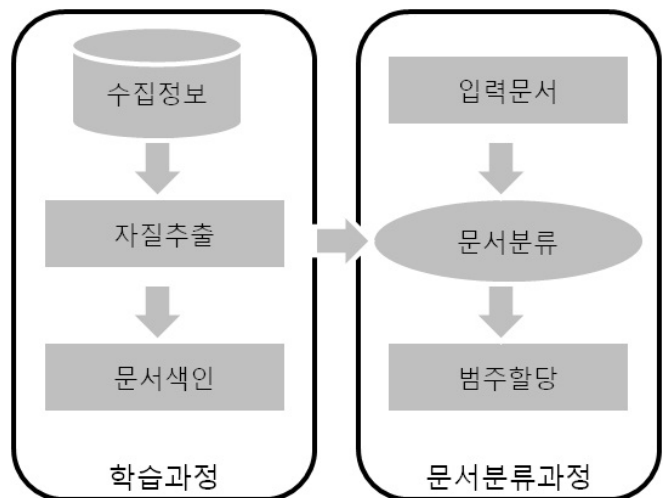 수집정보
자질추출
문서색인
학습과정
입력문서
문서분류
범주할당
문서분류과정